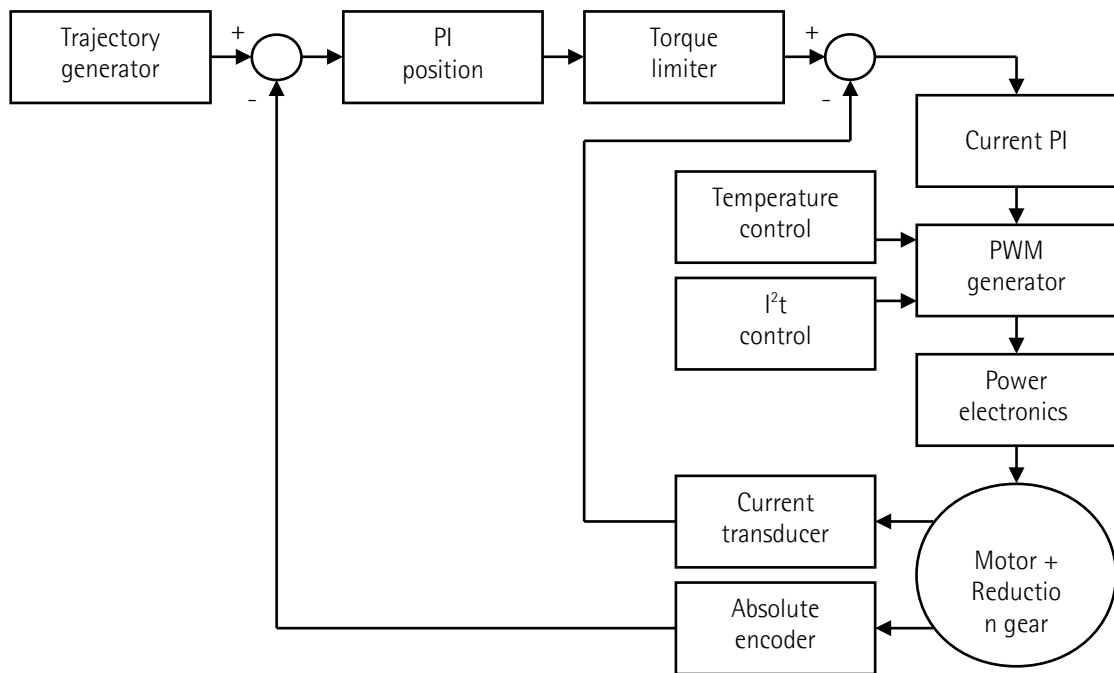 Trajectory
generator
+
-
PI
position
Torque
limiter
+
-
Current PI
Temperature
control
PWM
generator
I²t
control
Power
electronics
Current
transducer
Motor +
Reductio
n gear
Absolute
encoder